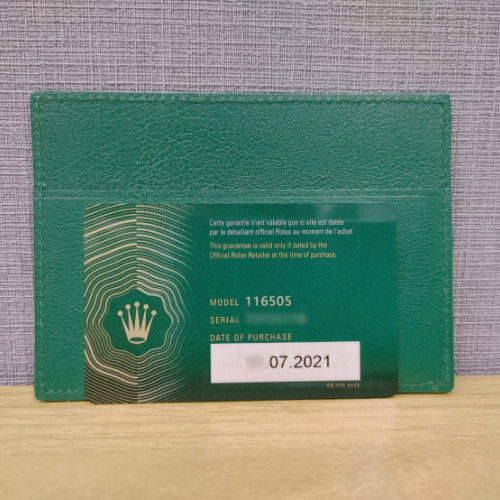 Cette garantie n'est valable que si elle est datée
par le détaillant officiel Rolex au moment de l'achat
This guarantee is valid only if dated by the
Official Rolex Retailer at the time of purchase
MODEL 116505
SERIAL
DATE OF PURCHASE
.07.2021